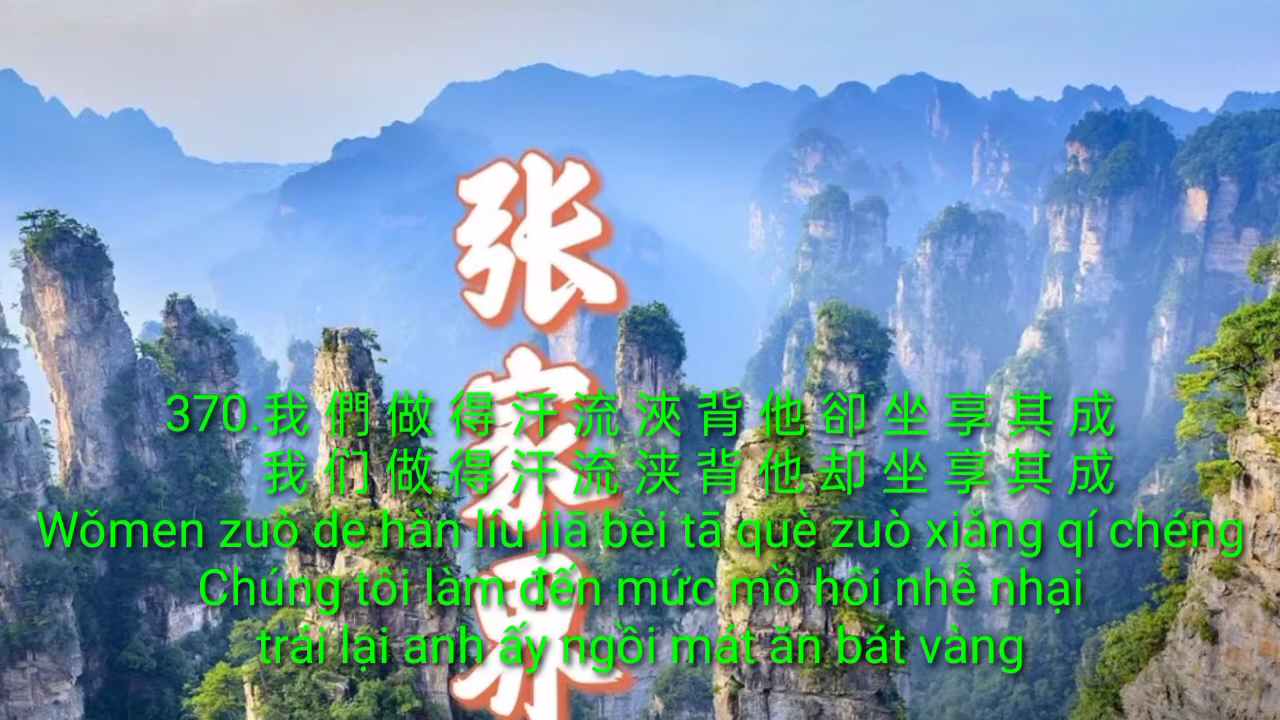 张家界
370.我們做得汗流浹背他卻坐享其成
我们做得汗流浃背他却坐享其成
Wǒmen zuò de hàn líu jiā bèi tā què zuò xiǎng qí chéng
Chúng tôi làm đến mức mồ hôi nhễ nhại
trái lại anh ấy ngồi mát ăn bát vàng